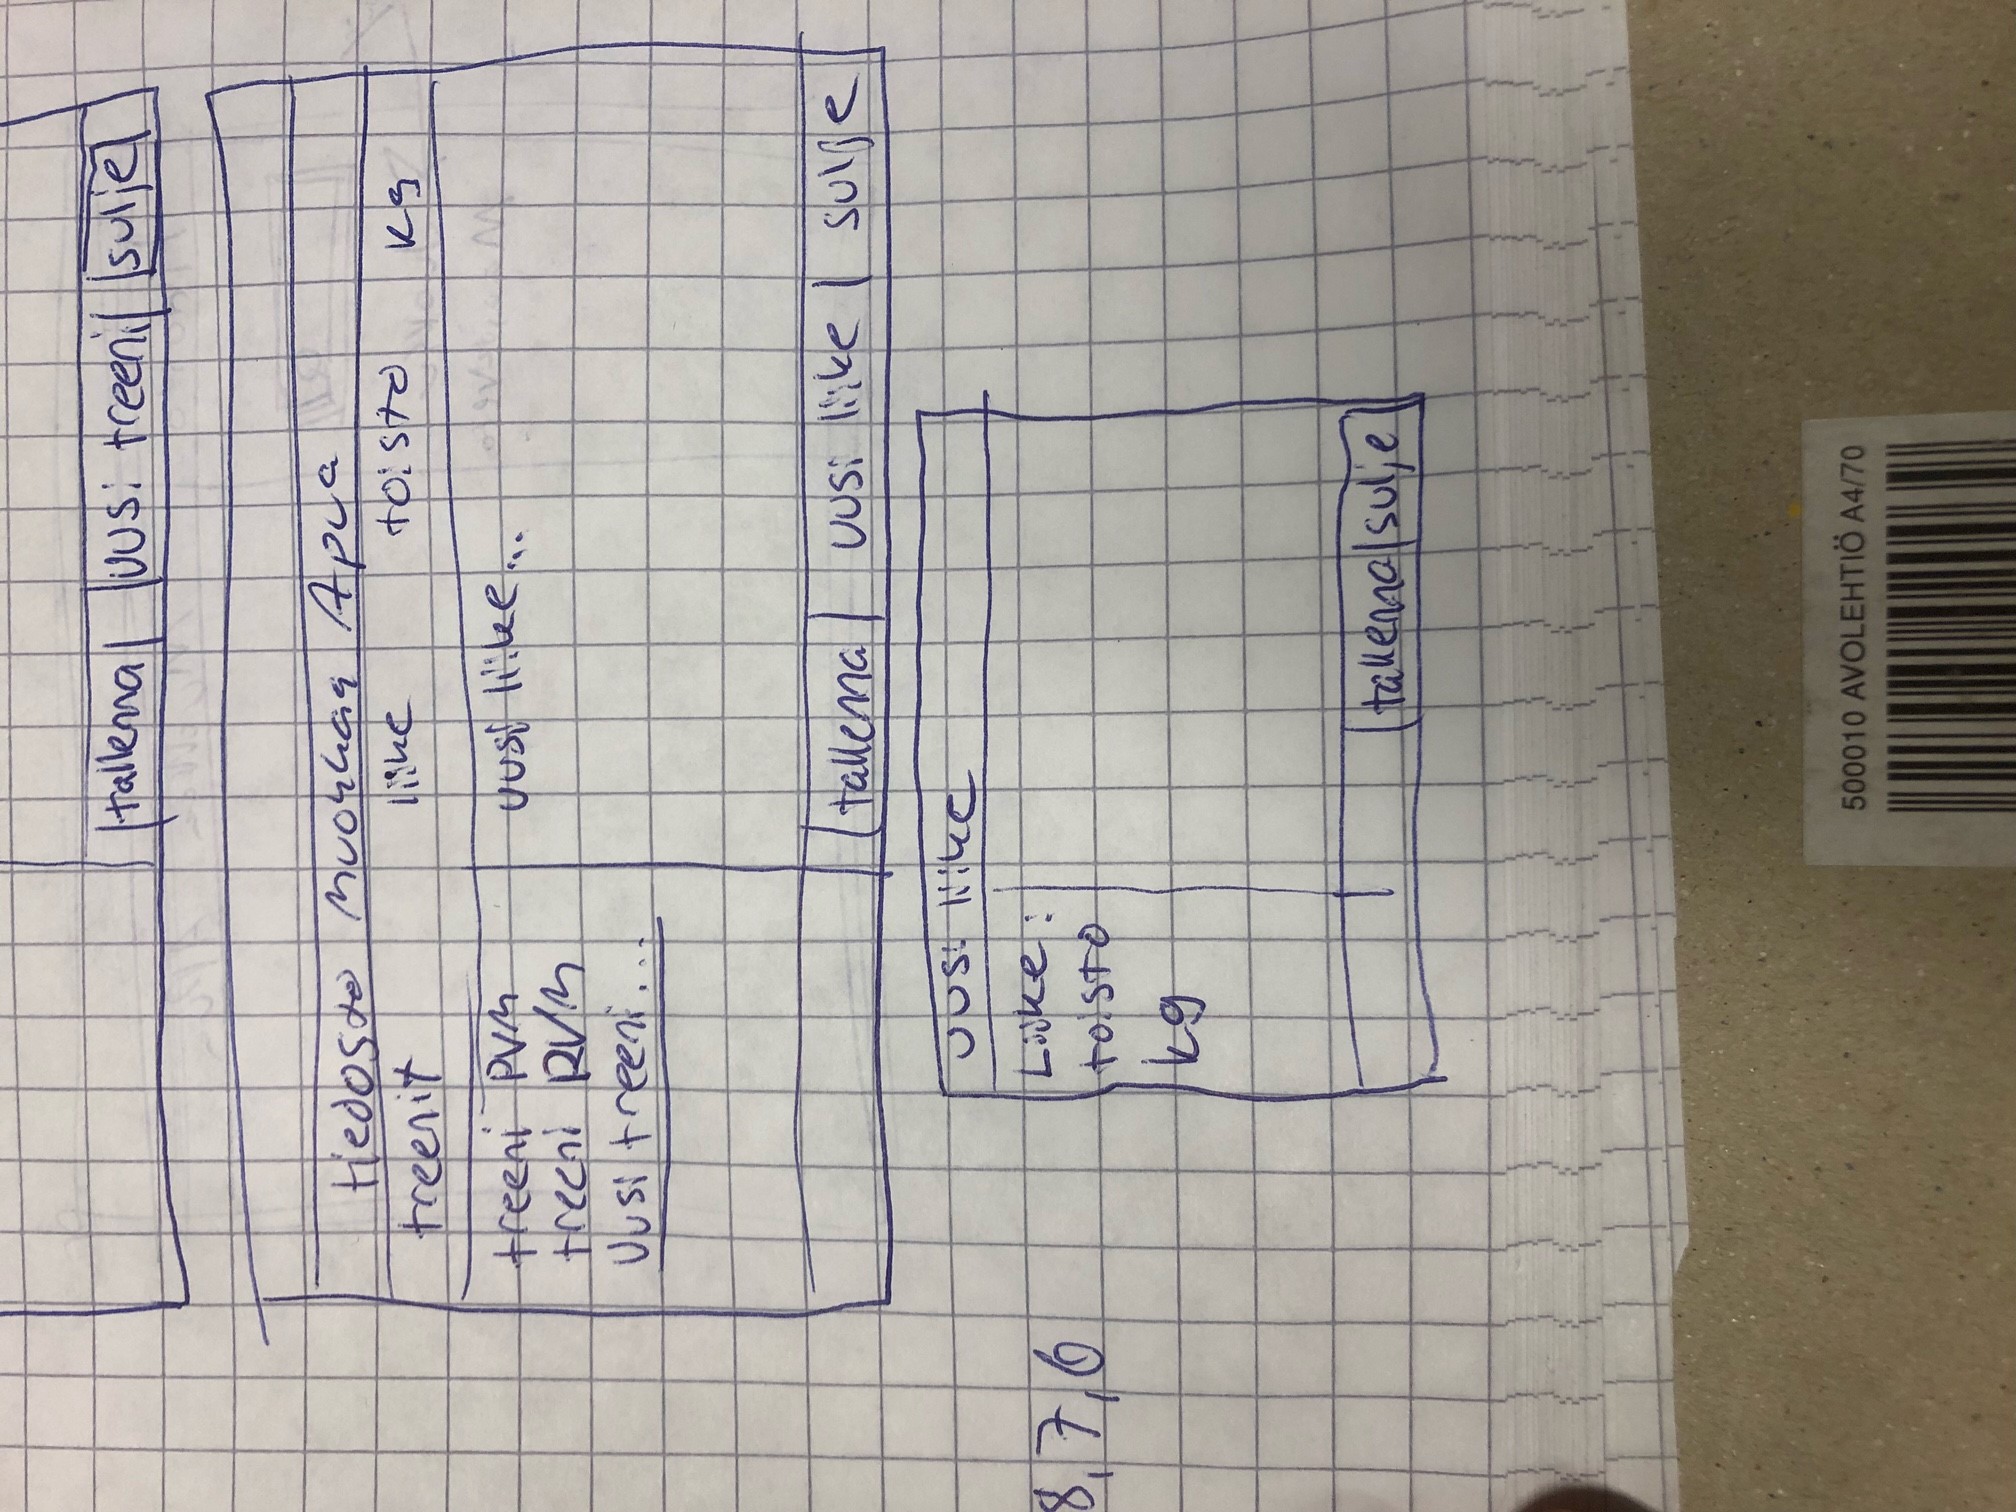 tallenna uusi treeni sulje
tiedosto muokkaa Apua
treenit liike toisto kg
treeni PVM uusi liike...
treeni PVM
Uusi treeni...
tallenna uusi liike sulje
uusi liike
Liike:
toisto
kg
tallenna sulje
8,7,6
500010 AVOLEHTIÖ A4/70